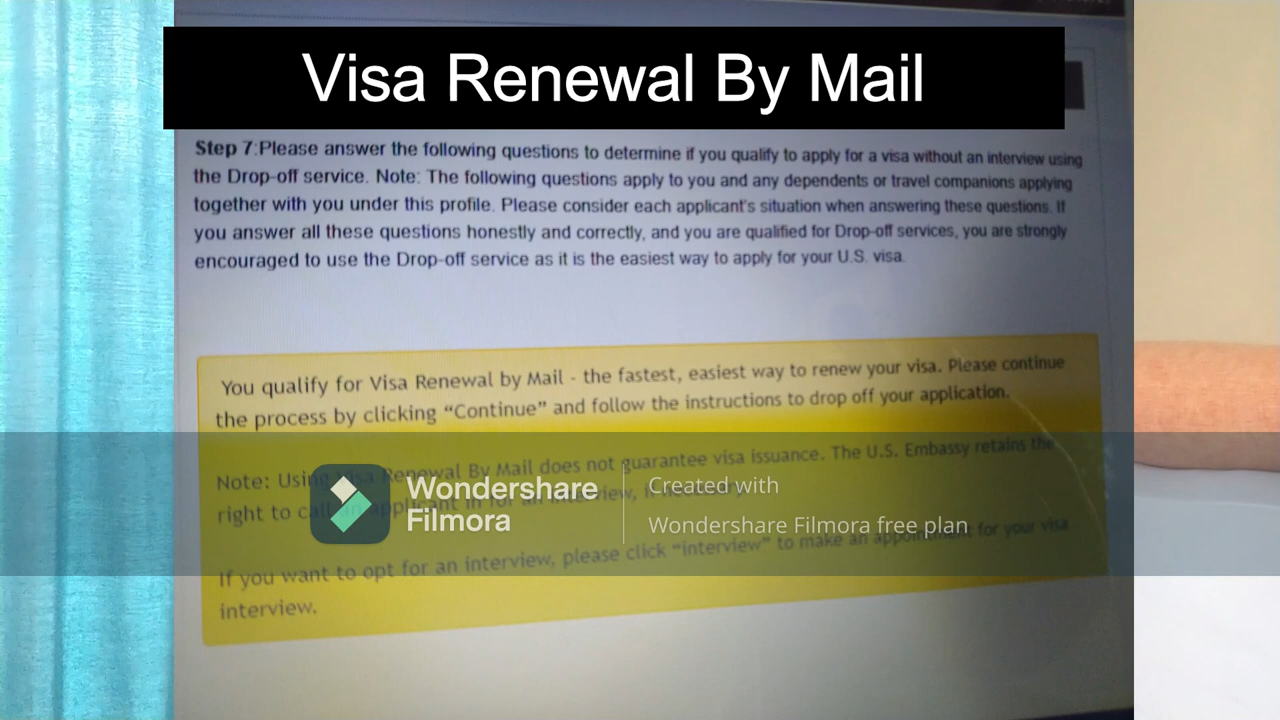 Visa Renewal By Mail
Step 7:Please answer the following questions to determine if you qualify to apply for a visa without an interview using
the Drop-off service. Note: The following questions apply to you and any dependents or travel companions applying
together with you under this profile. Please consider each applicant's situation when answering these questions. If
you answer all these questions honestly and correctly, and you are qualified for Drop-off services, you are strongly
encouraged to use the Drop-off service as it is the easiest way to apply for your U.S. visa.
You qualify for Visa Renewal by Mail - the fastest, easiest way to renew your visa. Please continue
the process by clicking “Continue” and follow the instructions to drop off your application.
Note: Using Visa Renewal By Mail does not guarantee visa issuance. The U.S. Embassy retains the
right to call an applicant in for an interview, if
If you want to opt for an interview, please click “interview” to make an appointment for your visa
interview.
Wondershare
Filmora
Created with
Wondershare Filmora free plan